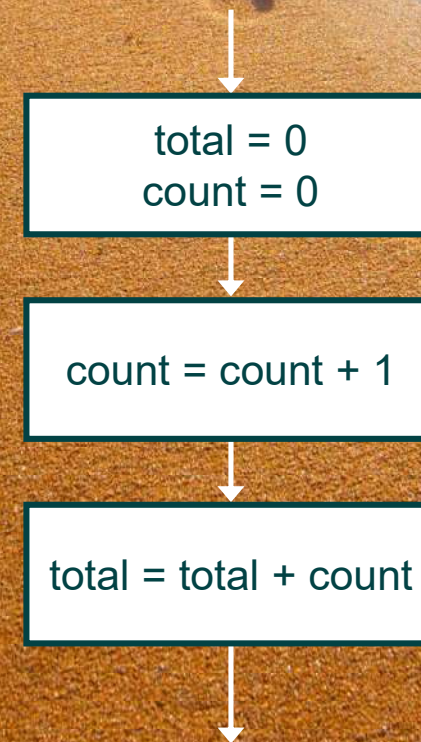 total = 0
count = 0
count = count + 1
total = total + count